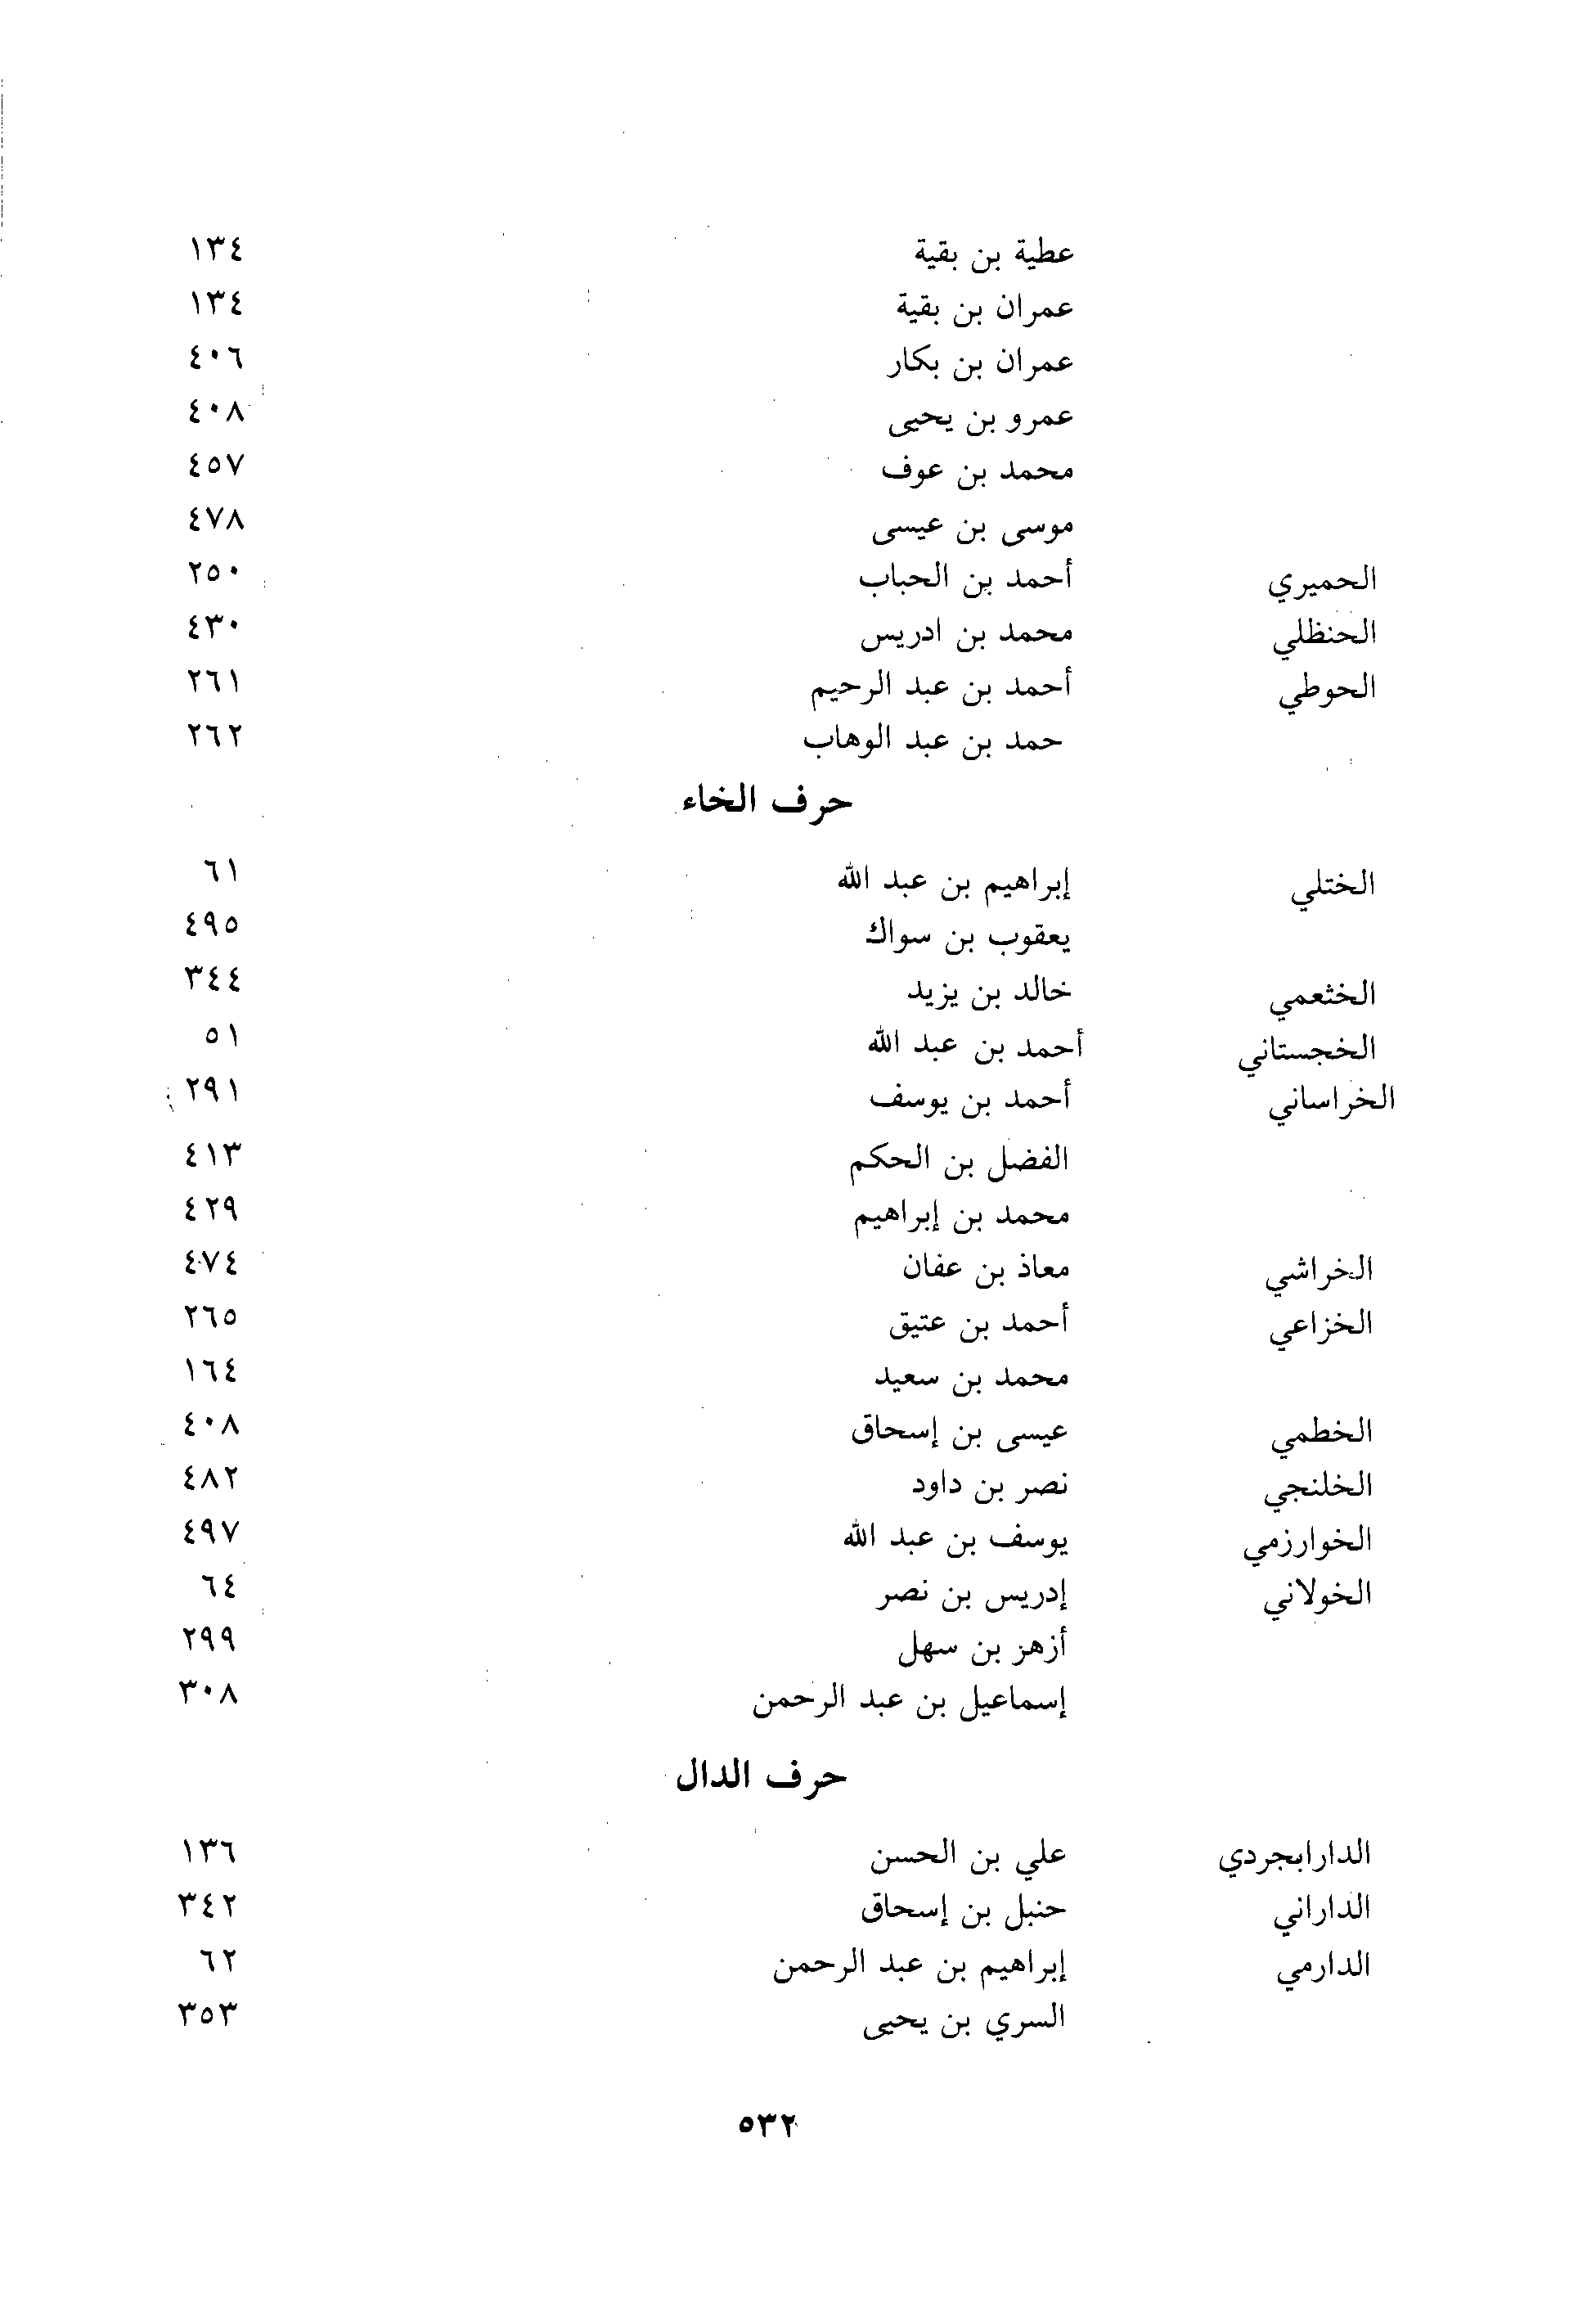 عطية بن بقية ١٣٤
عمران بن بقية ١٣٤
عمران بن بكار ٤٠٦
عمرو بن يحيى ٤٠٨
محمد بن عوف ٤٥٧
موسى بن عيسى ٤٧٨
الحميري أحمد بن الحباب ٢٥٠
الحنظلي محمد بن ادريس ٤٣٠
الحوطي أحمد بن عبد الرحيم ٢٦١
حمد بن عبد الوهاب ٢٦٢
حرف الخاء
الختلي إبراهيم بن عبد الله ٦١
يعقوب بن سواك ٤٩٥
الخثعمي خالد بن يزيد ٣٤٤
الخجستاني أحمد بن عبد الله ٥١
الخراساني أحمد بن يوسف ٢٩١
الفضل بن الحكم ٤١٣
محمد بن إبراهيم ٤٢٩
الخراشي معاذ بن عفان ٤٧٤
الخزاعي أحمد بن عتيق ٢٦٥
محمد بن سعيد ١٦٤
الخطمي عيسى بن إسحاق ٤٠٨
الخلنجي نصر بن داود ٤٨٢
الخوارزمي يوسف بن عبد الله ٤٩٧
الخولاني إدريس بن نصر ٦٤
أزهر بن سهل ٢٩٩
إسماعيل بن عبد الرحمن ٣٠٨
حرف الدال
الدارابجردي علي بن الحسن ١٣٦
الداراني حنبل بن إسحاق ٣٤٢
الدارمي إبراهيم بن عبد الرحمن ٦٢
السري بن يحيى ٣٥٣
٥٣٢